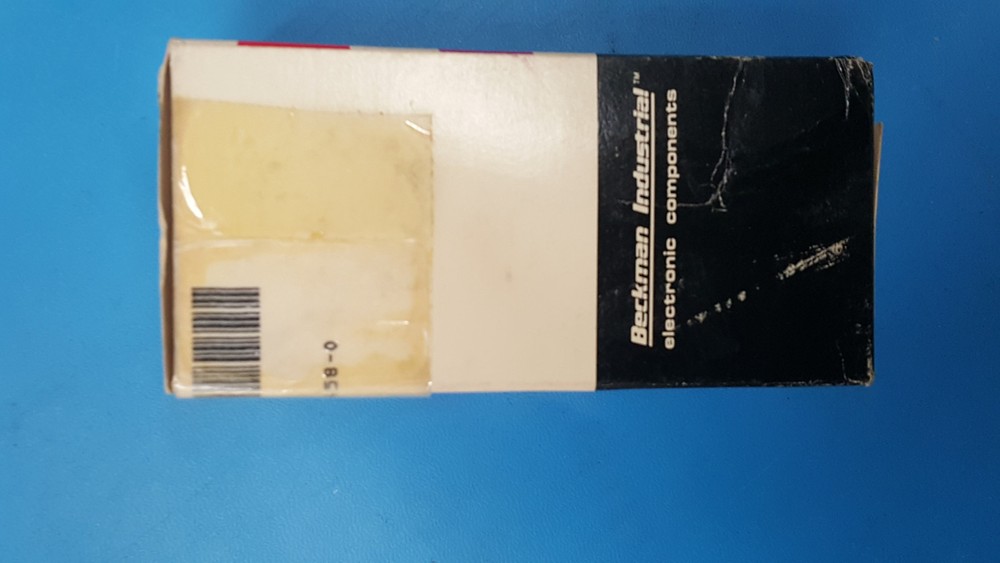 Beckman Industrial™
electronic components
58-0